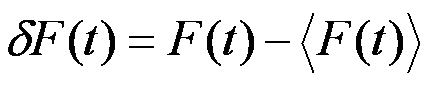 δF(t) = F(t) − ⟨F(t)⟩